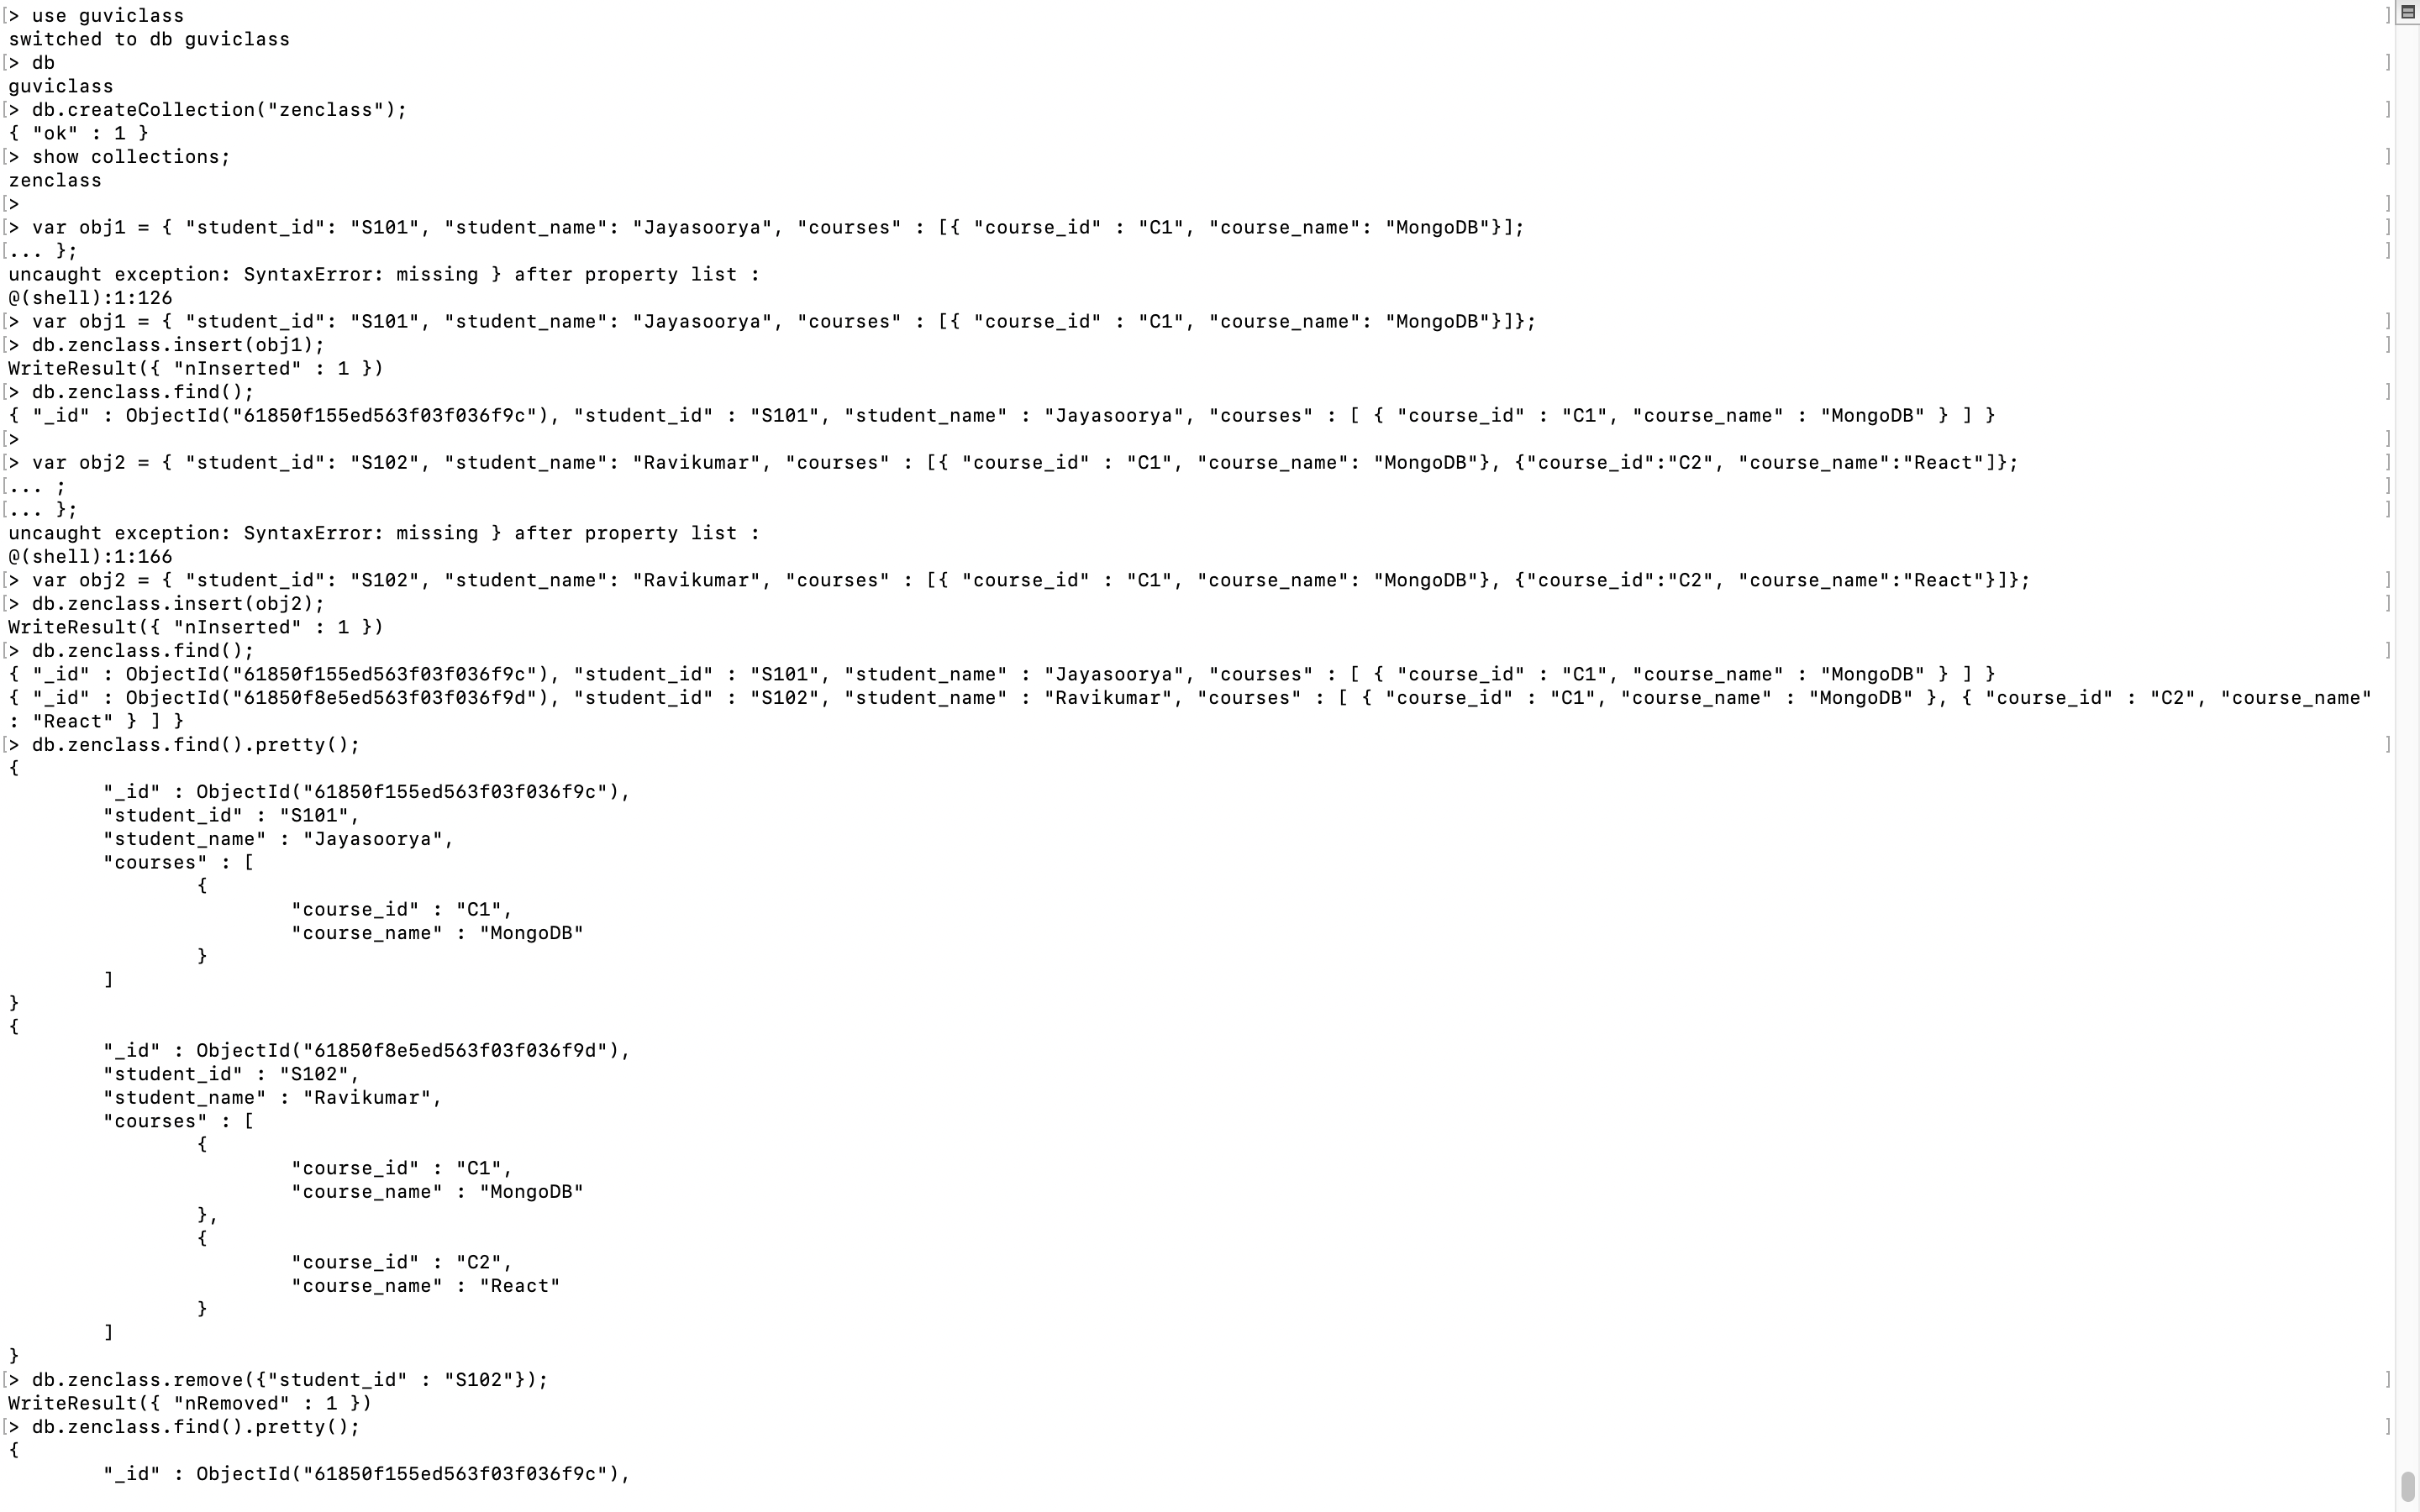 [> use guviclass ]
switched to db guviclass
[> db ]
guviclass
[> db.createCollection("zenclass"); ]
{ "ok" : 1 }
[> show collections; ]
zenclass
[> ]
[> var obj1 = { "student_id": "S101", "student_name": "Jayasoorya", "courses" : [{ "course_id" : "C1", "course_name": "MongoDB"}]; ]
[... }; ]
uncaught exception: SyntaxError: missing } after property list :
@(shell):1:126
[> var obj1 = { "student_id": "S101", "student_name": "Jayasoorya", "courses" : [{ "course_id" : "C1", "course_name": "MongoDB"}]}; ]
[> db.zenclass.insert(obj1); ]
WriteResult({ "nInserted" : 1 })
[> db.zenclass.find(); ]
{ "_id" : ObjectId("61850f155ed563f03f036f9c"), "student_id" : "S101", "student_name" : "Jayasoorya", "courses" : [ { "course_id" : "C1", "course_name" : "MongoDB" } ] }
[> ]
[> var obj2 = { "student_id": "S102", "student_name": "Ravikumar", "courses" : [{ "course_id" : "C1", "course_name": "MongoDB"}, {"course_id":"C2", "course_name":"React"]}; ]
[... ; ]
[... }; ]
uncaught exception: SyntaxError: missing } after property list :
@(shell):1:166
[> var obj2 = { "student_id": "S102", "student_name": "Ravikumar", "courses" : [{ "course_id" : "C1", "course_name": "MongoDB"}, {"course_id":"C2", "course_name":"React"}]}; ]
[> db.zenclass.insert(obj2); ]
WriteResult({ "nInserted" : 1 })
[> db.zenclass.find(); ]
{ "_id" : ObjectId("61850f155ed563f03f036f9c"), "student_id" : "S101", "student_name" : "Jayasoorya", "courses" : [ { "course_id" : "C1", "course_name" : "MongoDB" } ] }
{ "_id" : ObjectId("61850f8e5ed563f03f036f9d"), "student_id" : "S102", "student_name" : "Ravikumar", "courses" : [ { "course_id" : "C1", "course_name" : "MongoDB" }, { "course_id" : "C2", "course_name"
: "React" } ] }
[> db.zenclass.find().pretty(); ]
{
"_id" : ObjectId("61850f155ed563f03f036f9c"),
"student_id" : "S101",
"student_name" : "Jayasoorya",
"courses" : [
{
"course_id" : "C1",
"course_name" : "MongoDB"
}
]
}
{
"_id" : ObjectId("61850f8e5ed563f03f036f9d"),
"student_id" : "S102",
"student_name" : "Ravikumar",
"courses" : [
{
"course_id" : "C1",
"course_name" : "MongoDB"
},
{
"course_id" : "C2",
"course_name" : "React"
}
]
}
[> db.zenclass.remove({"student_id" : "S102"}); ]
WriteResult({ "nRemoved" : 1 })
[> db.zenclass.find().pretty(); ]
{
"_id" : ObjectId("61850f155ed563f03f036f9c"),